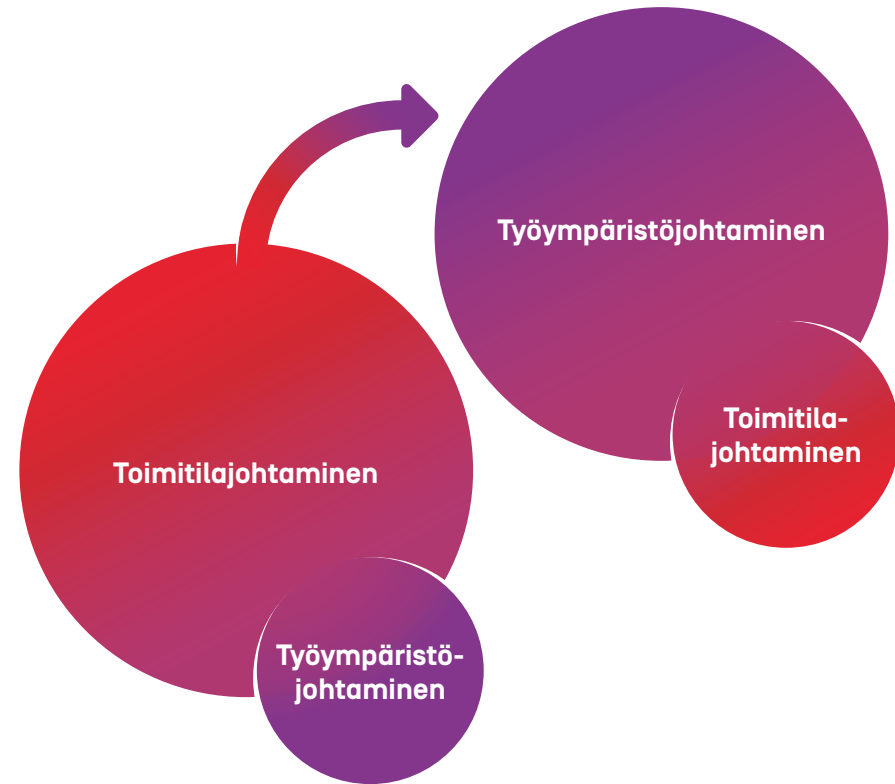 Työympäristöjohtaminen
Toimitila-
johtaminen
Toimitilajohtaminen
Työympäristö-
johtaminen